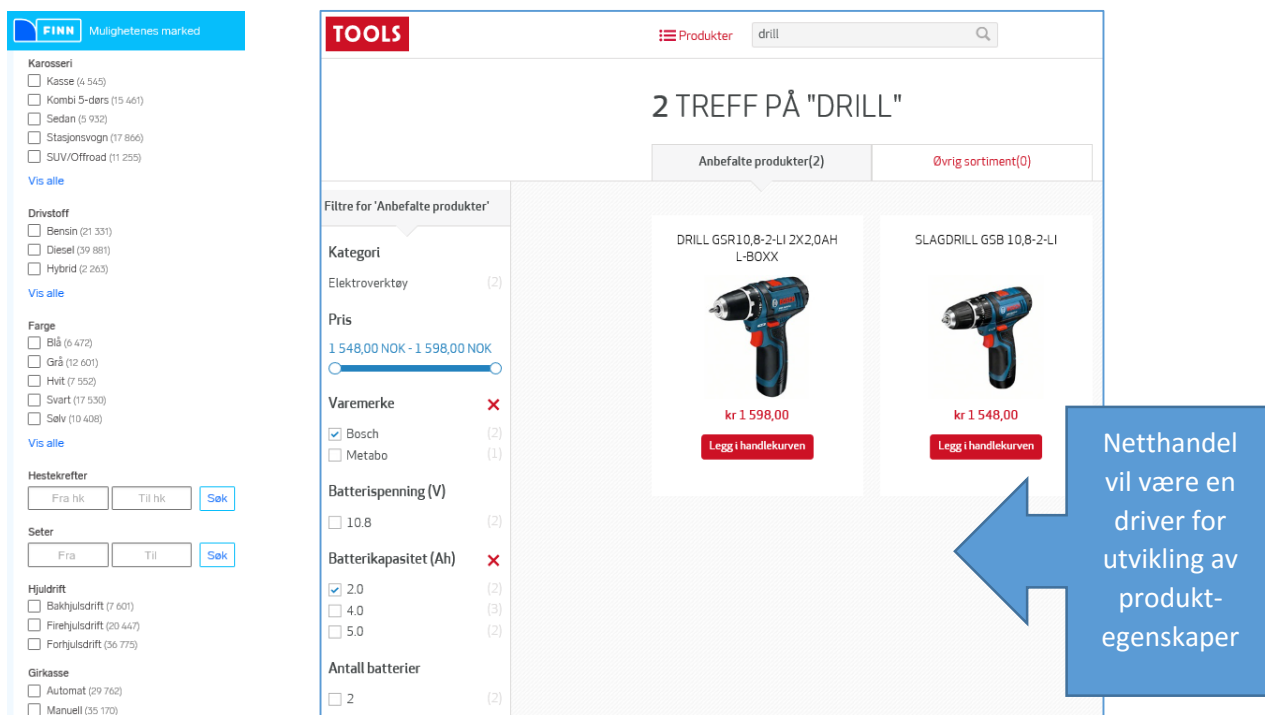 FINN Mulighetenes marked
Karosseri
Kasse (4 545)
Kombi 5-dørs (15 461)
Sedan (5 932)
Stasjonsvogn (17 866)
SUV/Offroad (11 255)
Vis alle
Drivstoff
Bensin (21 331)
Diesel (39 881)
Hybrid (2 263)
Vis alle
Farge
Blå (6 472)
Grå (12 601)
Hvit (7 552)
Svart (17 530)
Sølv (10 408)
Vis alle
Hestekrefter
Fra hk Til hk Søk
Seter
Fra Til Søk
Hjuldrift
Bakhjulsdrift (7 601)
Firehjulsdrift (20 447)
Forhjulsdrift (36 775)
Girkasse
Automat (29 762)
Manuell (35 170)
TOOLS
Produkter drill
2 TREFF PÅ "DRILL"
Anbefalte produkter(2) Øvrig sortiment(0)
Filtre for 'Anbefalte produkter'
Kategori
Elektroverktøy (2)
Pris
1 548,00 NOK - 1 598,00 NOK
Varemerke
Bosch (2)
Metabo (1)
Batterispenning (V)
10.8 (2)
Batterikapasitet (Ah)
2.0 (2)
4.0 (3)
5.0 (2)
Antall batterier
2 (2)
DRILL GSR10,8-2-LI 2X2,0AH
L-BOXX
kr 1 598,00
Legg i handlekurven
SLAGDRILL GSB 10,8-2-LI
kr 1 548,00
Legg i handlekurven
Netthandel
vil være en
driver for
utvikling av
produkt-
egenskaper